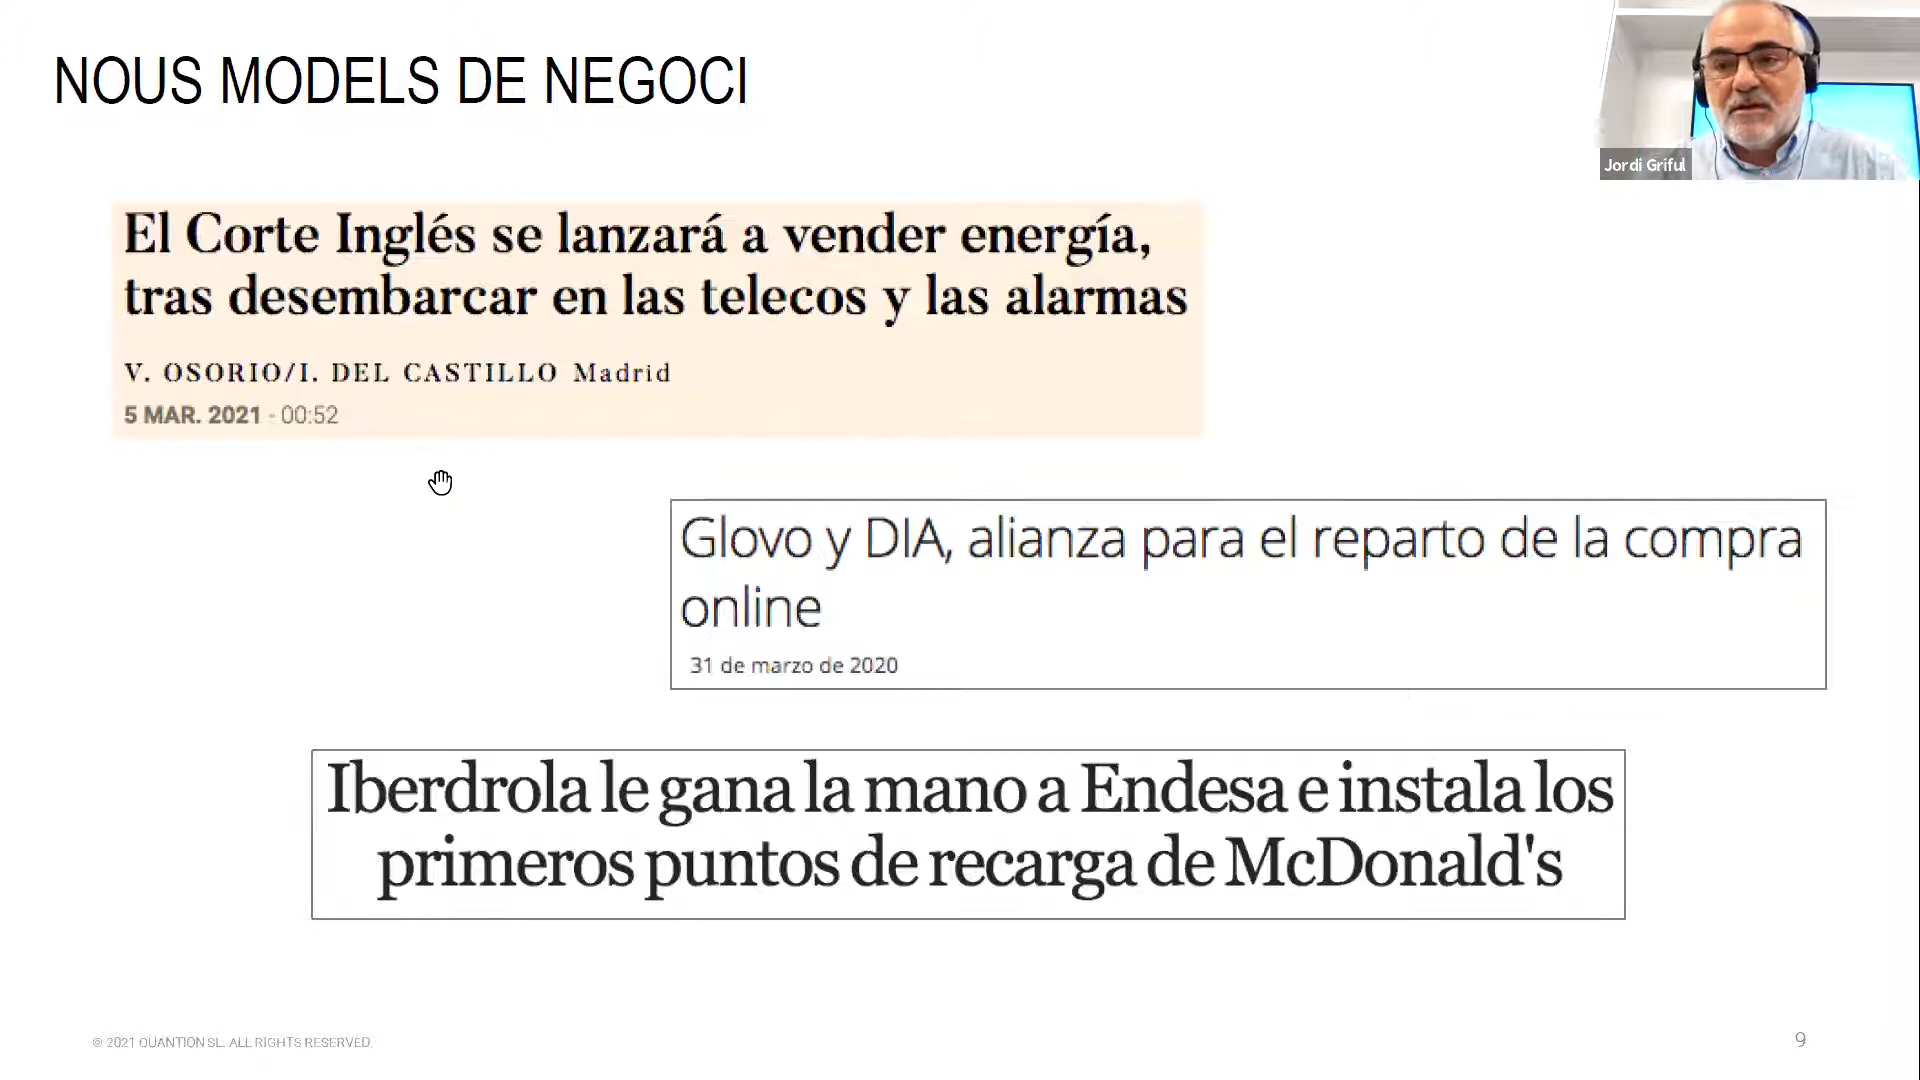 NOUS MODELS DE NEGOCI
Jordi Griful
El Corte Inglés se lanzará a vender energía,
tras desembarcar en las telecos y las alarmas
V. OSORIO/I. DEL CASTILLO Madrid
5 MAR. 2021 - 00:52
Glovo y DIA, alianza para el reparto de la compra
online
31 de marzo de 2020
Iberdrola le gana la mano a Endesa e instala los
primeros puntos de recarga de McDonald's
© 2021 QUANTION SL. ALL RIGHTS RESERVED.
9